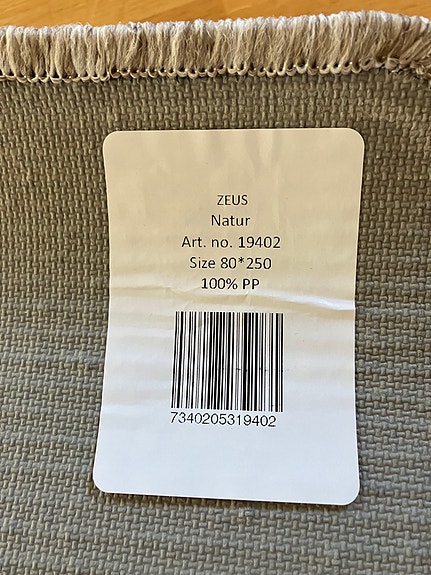 ZEUS
Natur
Art. no. 19402
Size 80*250
100% PP
7340205319402